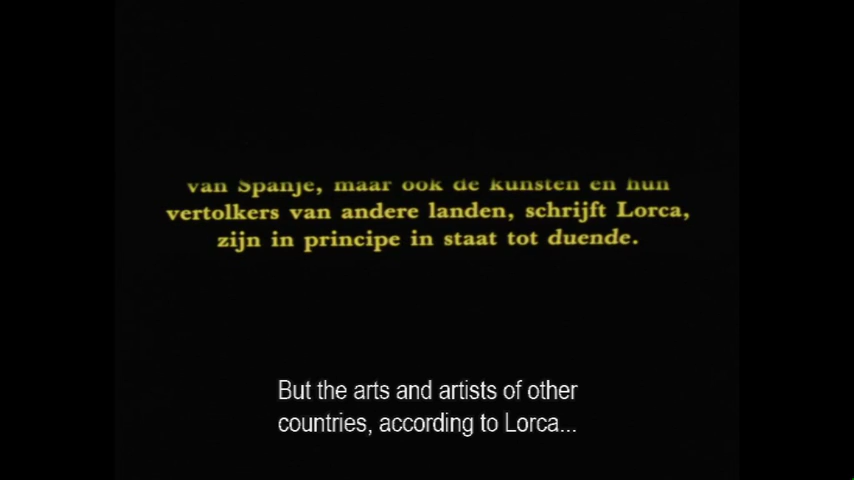 van Spanje, maar ook de kunsten en hun
vertolkers van andere landen, schrijft Lorca,
zijn in principe in staat tot duende.
But the arts and artists of other
countries, according to Lorca...